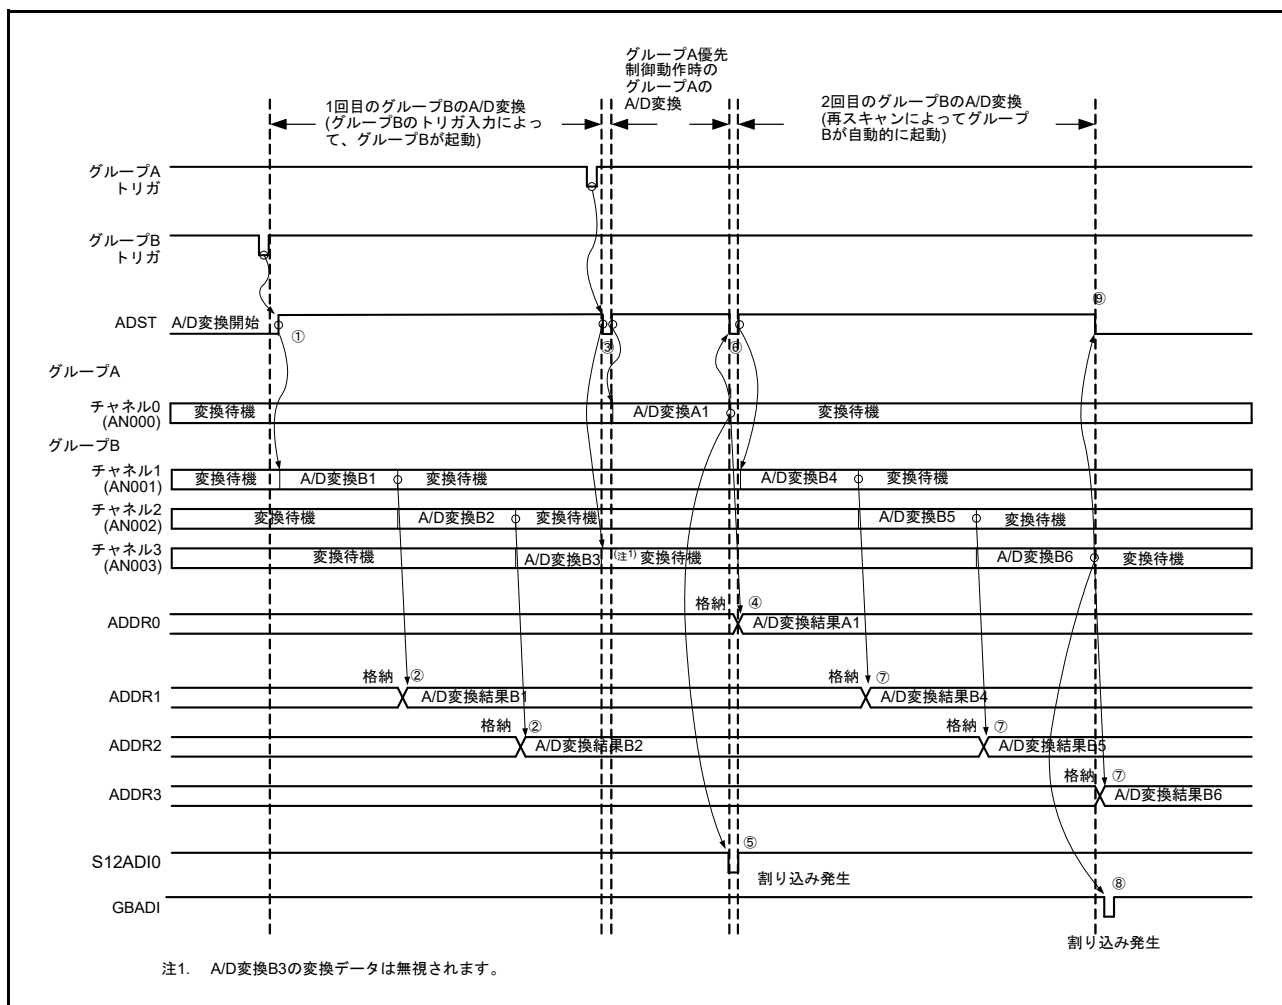 グループA優先
制御動作時の
グループAの
A/D変換
1回目のグループBのA/D変換
(グループBのトリガ入力によっ
て、グループBが起動)
2回目のグループBのA/D変換
(再スキャンによってグループ
Bが自動的に起動)
グループA
トリガ
グループB
トリガ
ADST
A/D変換開始
①
③
⑥
⑨
グループA
チャネル0
(AN000)
変換待機
A/D変換A1
変換待機
グループB
チャネル1
(AN001)
変換待機
A/D変換B1
変換待機
A/D変換B4
変換待機
チャネル2
(AN002)
変換待機
A/D変換B2
変換待機
A/D変換B5
変換待機
チャネル3
(AN003)
変換待機
A/D変換B3
(注1)
変換待機
A/D変換B6
変換待機
ADDR0
格納
④
A/D変換結果A1
ADDR1
格納
②
A/D変換結果B1
格納
⑦
A/D変換結果B4
ADDR2
格納
②
A/D変換結果B2
格納
⑦
A/D変換結果B5
ADDR3
格納
⑦
A/D変換結果B6
S12ADI0
⑤
割り込み発生
GBADI
⑧
割り込み発生
注1. A/D変換B3の変換データは無視されます。